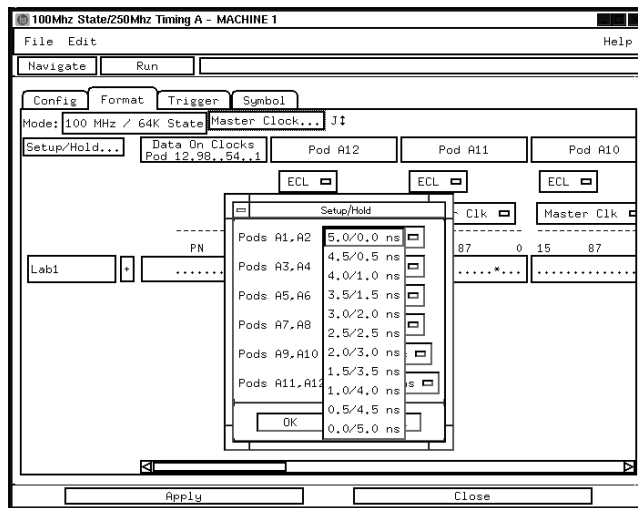 100Mhz State/250Mhz Timing A - MACHINE 1
File Edit Help
Navigate Run
Config Format Trigger Symbol
Mode: 100 MHz / 64K State Master Clock... J↕
Setup/Hold... Data On Clocks Pod A12 Pod A11 Pod A10
Pod 12.98..54..1
ECL ECL ECL
Setup/Hold
Clk Master Clk
Pods A1,A2 5.0/0.0 ns
PN 87 0 15 87
4.5/0.5 ns
Lab1 + Pods A3,A4
4.0/1.0 ns
Pods A5,A6 3.5/1.5 ns
3.0/2.0 ns
Pods A7,A8
2.5/2.5 ns
Pods A9,A10 2.0/3.0 ns
1.5/3.5 ns
Pods A11,A12
1.0/4.0 ns
0.5/4.5 ns
OK
0.0/5.0 ns
Apply Close